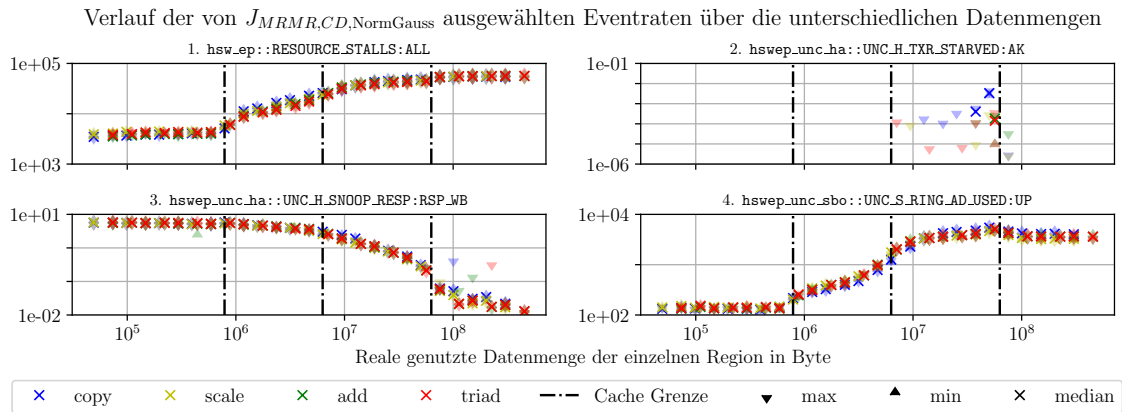 Verlauf der von J_{MRMR,CD,NormGauss} ausgewählten Eventraten über die unterschiedlichen Datenmengen
1. hsw_ep::RESOURCE_STALLS:ALL
1e+05
1e+03
2. hswep_unc_ha::UNC_H_TXR_STARVED:AK
1e-01
1e-06
3. hswep_unc_ha::UNC_H_SNOOP_RESP:RSP_WB
1e+01
1e-02
10^5 10^6 10^7 10^8
4. hswep_unc_sbo::UNC_S_RING_AD_USED:UP
1e+04
1e+02
10^5 10^6 10^7 10^8
Reale genutzte Datenmenge der einzelnen Region in Byte
copy scale add triad Cache Grenze max min median